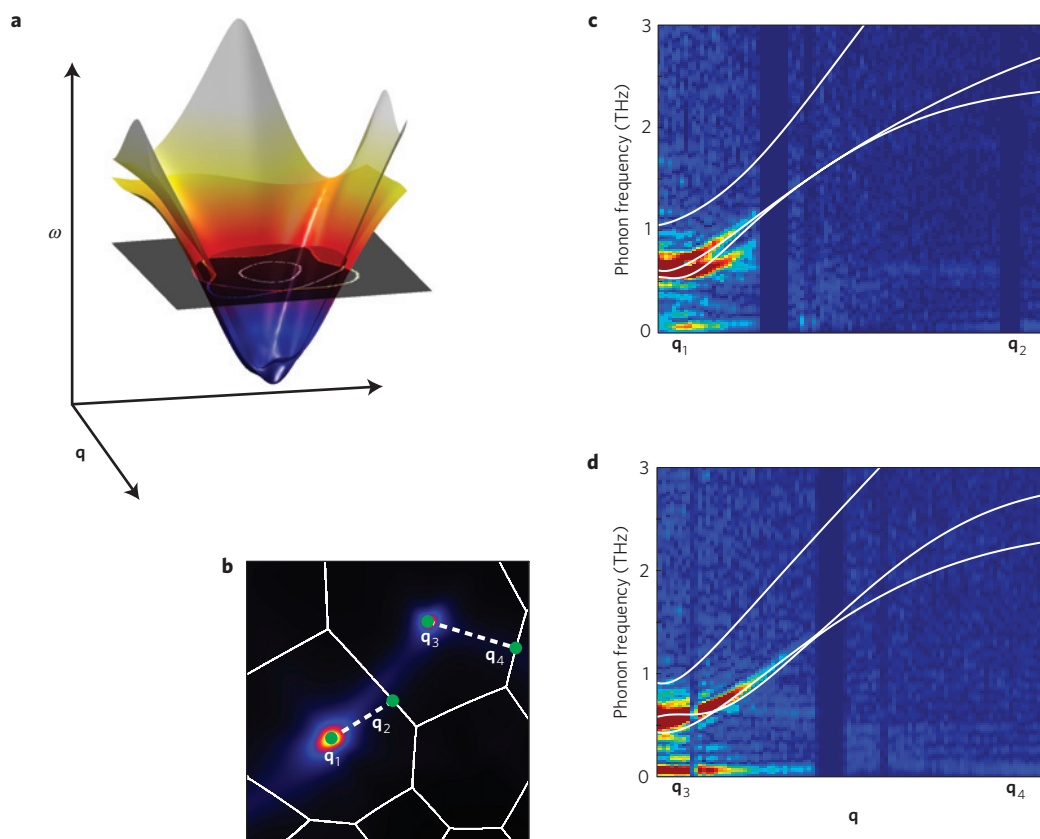 a
ω
q
b
q₃
q₄
q₂
q₁
c
Phonon frequency (THz)
3
2
1
0
q₁
q₂
d
Phonon frequency (THz)
3
2
1
0
q₃
q₄
q